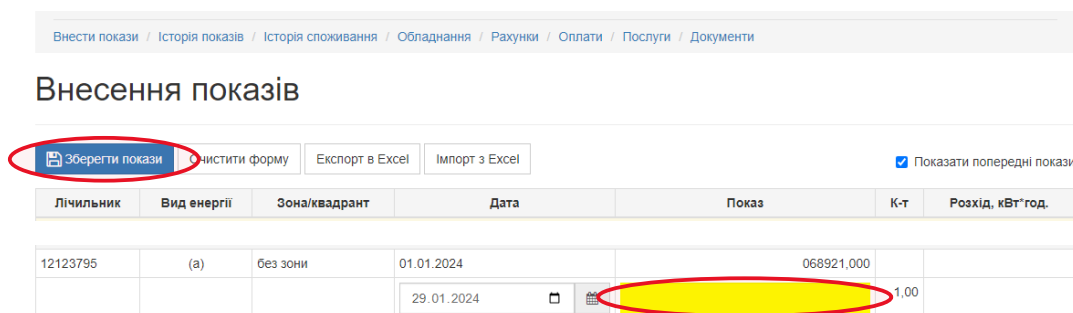 Внести покази / Історія показів / Історія споживання / Обладнання / Рахунки / Оплати / Послуги / Документи
Внесення показів
Зберегти покази Очистити форму Експорт в Excel Імпорт з Excel Показати попередні покази
Лічильник Вид енергії Зона/квадрант Дата Показ К-т Розхід, кВт*год.
12123795 (а) без зони 01.01.2024 068921,000
29.01.2024 1,00